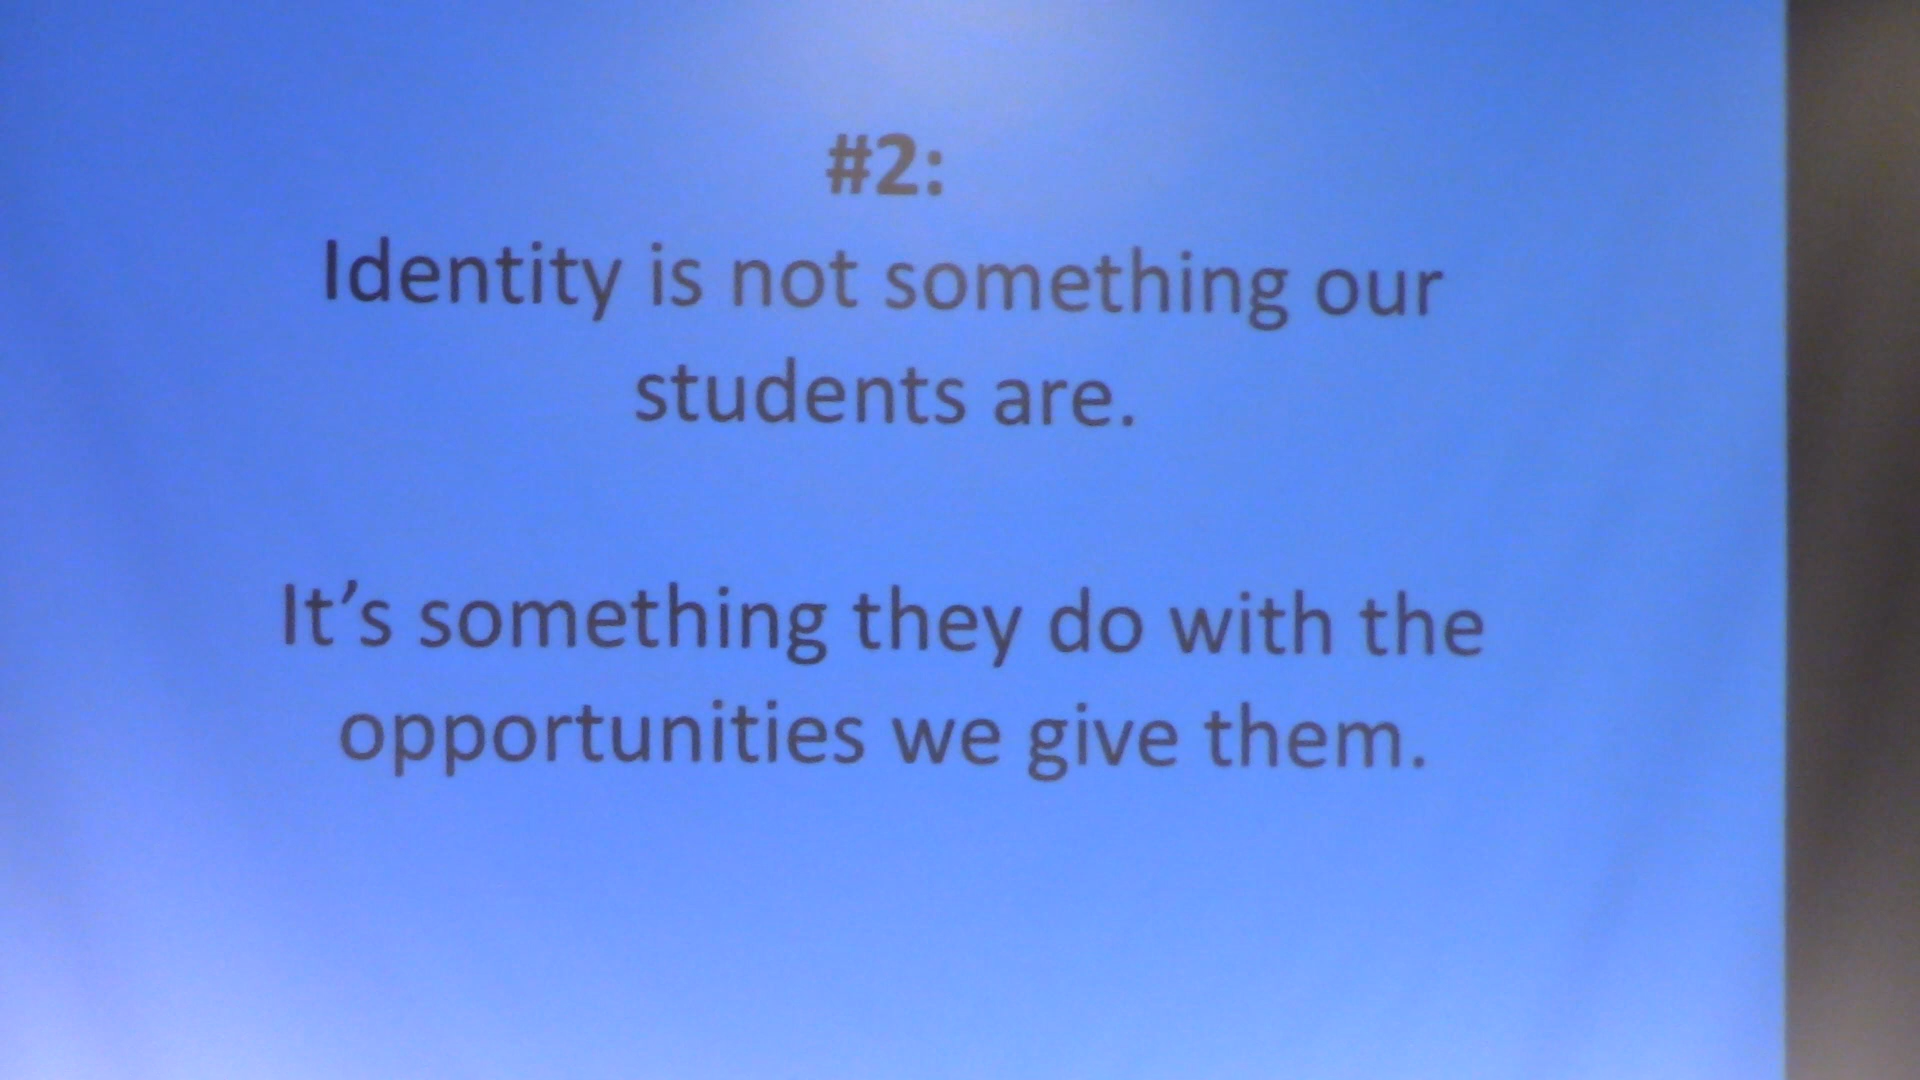 #2:
Identity is not something our
students are.
It’s something they do with the
opportunities we give them.